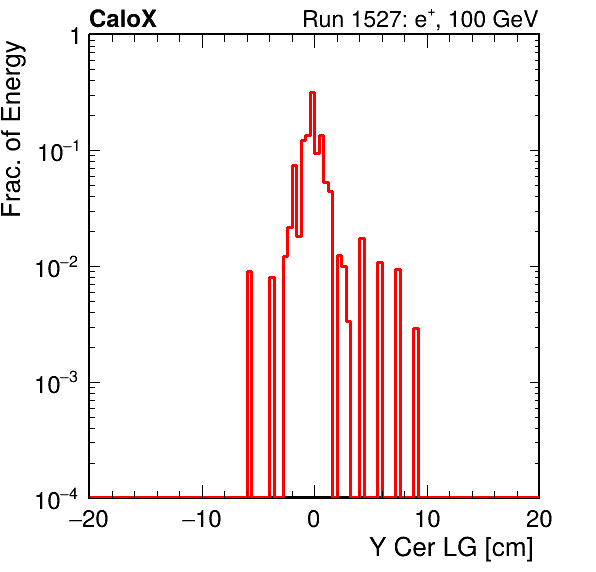 CaloX Run 1527: e⁺, 100 GeV
Frac. of Energy
1
10⁻¹
10⁻²
10⁻³
10⁻⁴
−20 −10 0 10 20
Y Cer LG [cm]